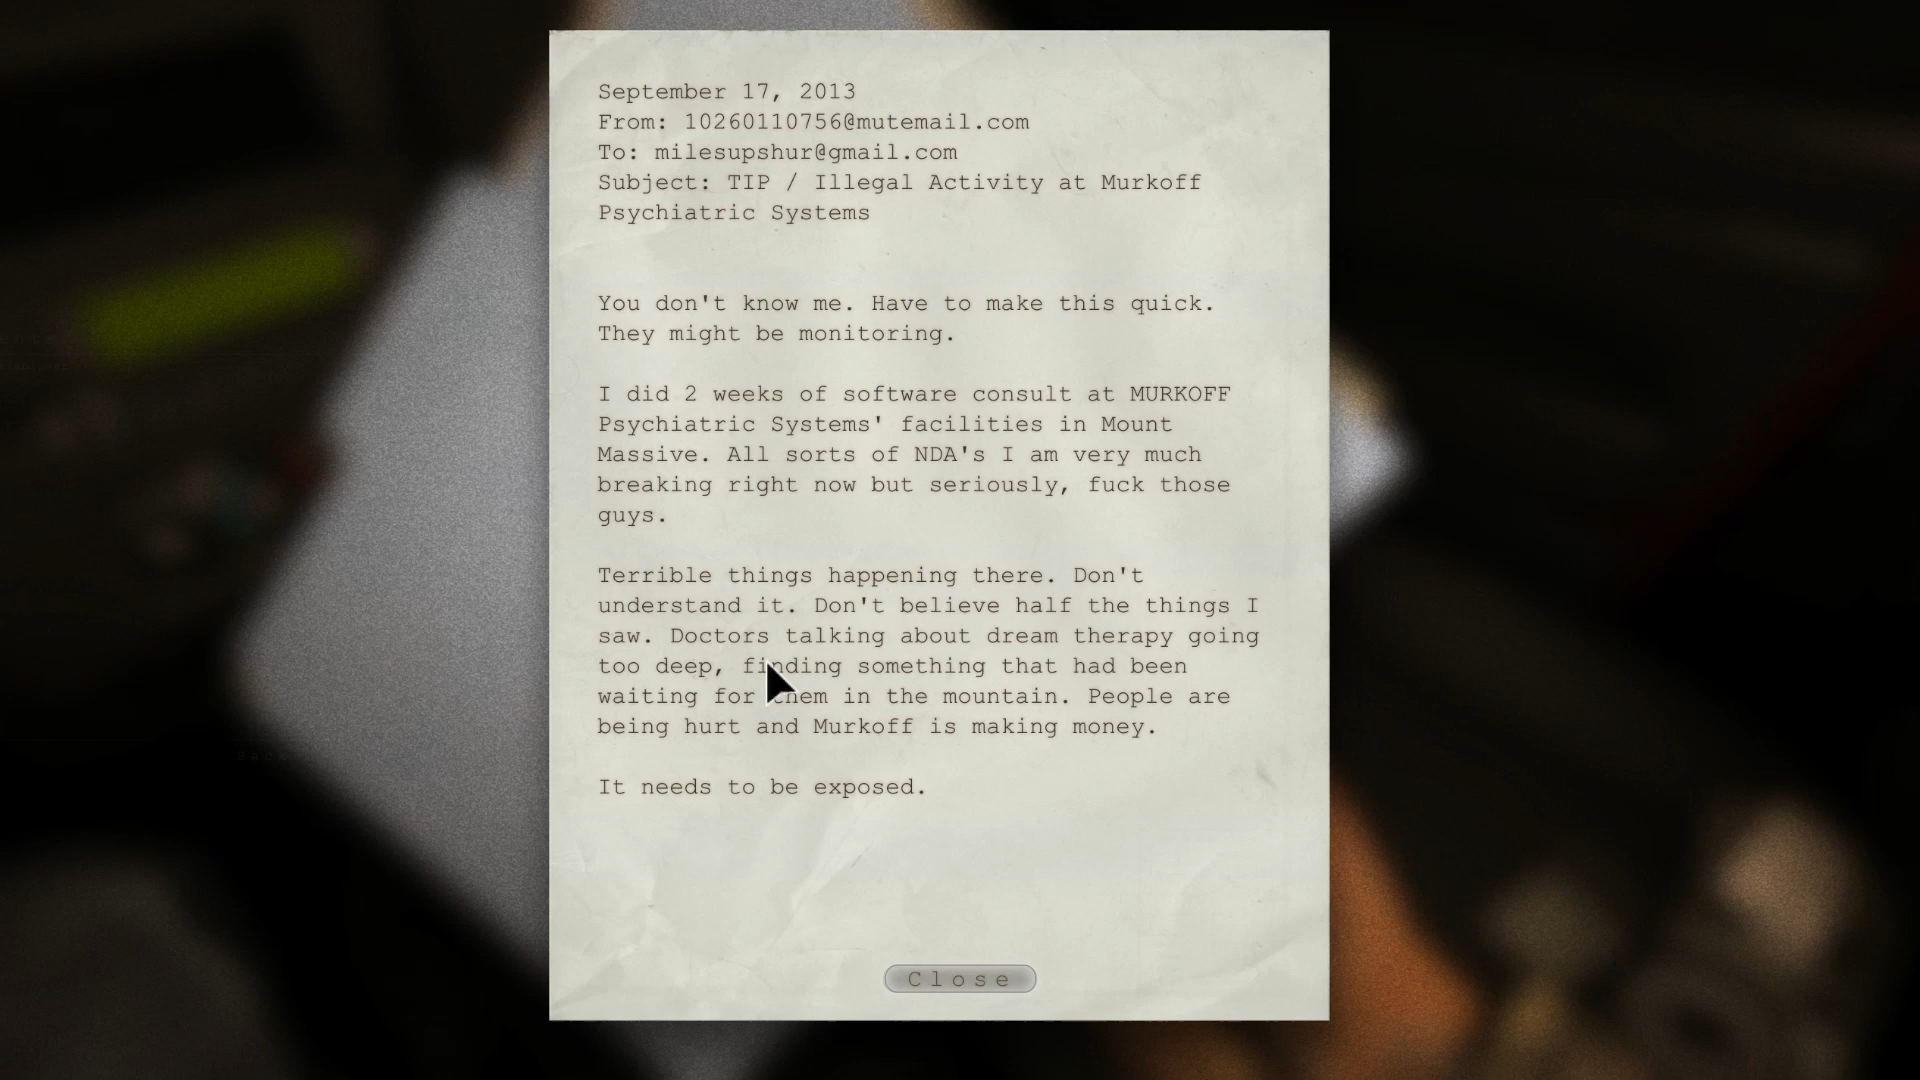 September 17, 2013
From: 10260110756@mutemail.com
To: milesupshur@gmail.com
Subject: TIP / Illegal Activity at Murkoff
Psychiatric Systems
You don't know me. Have to make this quick.
They might be monitoring.
I did 2 weeks of software consult at MURKOFF
Psychiatric Systems' facilities in Mount
Massive. All sorts of NDA's I am very much
breaking right now but seriously, fuck those
guys.
Terrible things happening there. Don't
understand it. Don't believe half the things I
saw. Doctors talking about dream therapy going
too deep, finding something that had been
waiting for them in the mountain. People are
being hurt and Murkoff is making money.
It needs to be exposed.
Close